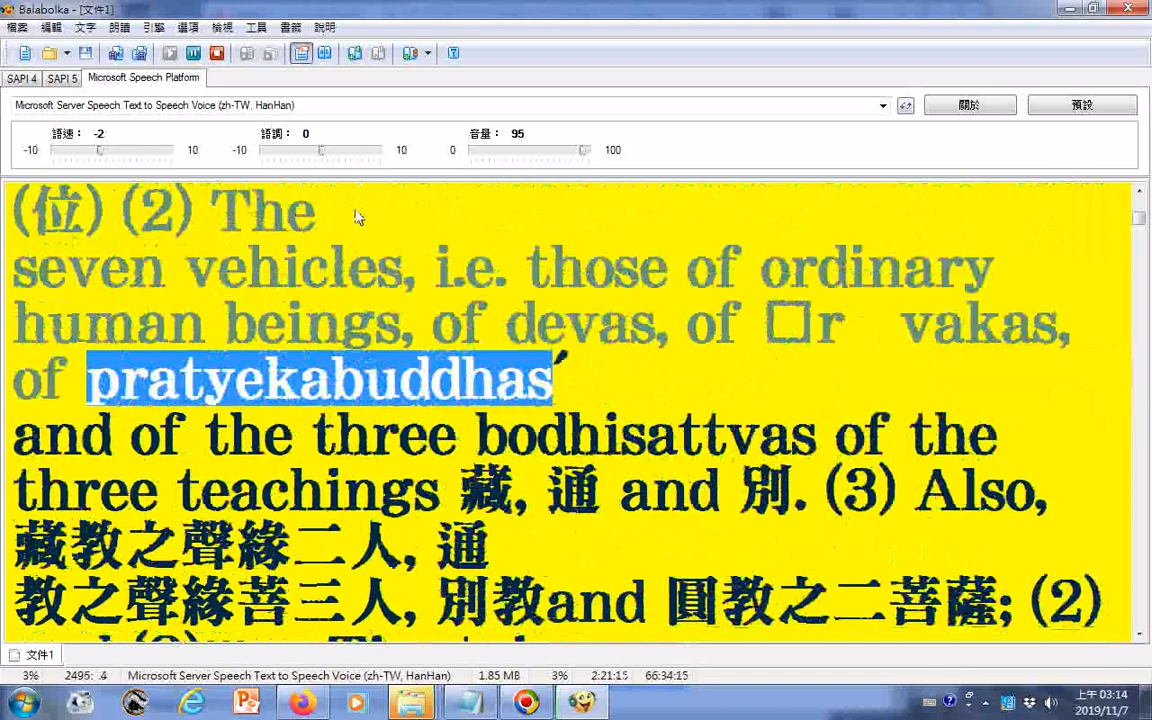 Balabolka - [文件1]
檔案 編輯 文字 朗讀 引擎 選項 檢視 工具 書籤 說明
SAPI 4 SAPI 5 Microsoft Speech Platform
Microsoft Server Speech Text to Speech Voice (zh-TW, HanHan) 關於 預設
語速： -2 語調： 0 音量： 95
-10 10 -10 10 0 100
(位) (2) The
seven vehicles, i.e. those of ordinary
human beings, of devas, of □r vakas,
of pratyekabuddhas´
and of the three bodhisattvas of the
three teachings 藏, 通 and 別. (3) Also,
藏教之聲緣二人, 通
教之聲緣菩三人, 別教and 圓教之二菩薩; (2)
文件1
3% 2495: Microsoft Server Speech Text to Speech Voice (zh-TW, HanHan) 1.85 MB 3% 2:21:15 66:34:15
上午 03:14
2019/11/7